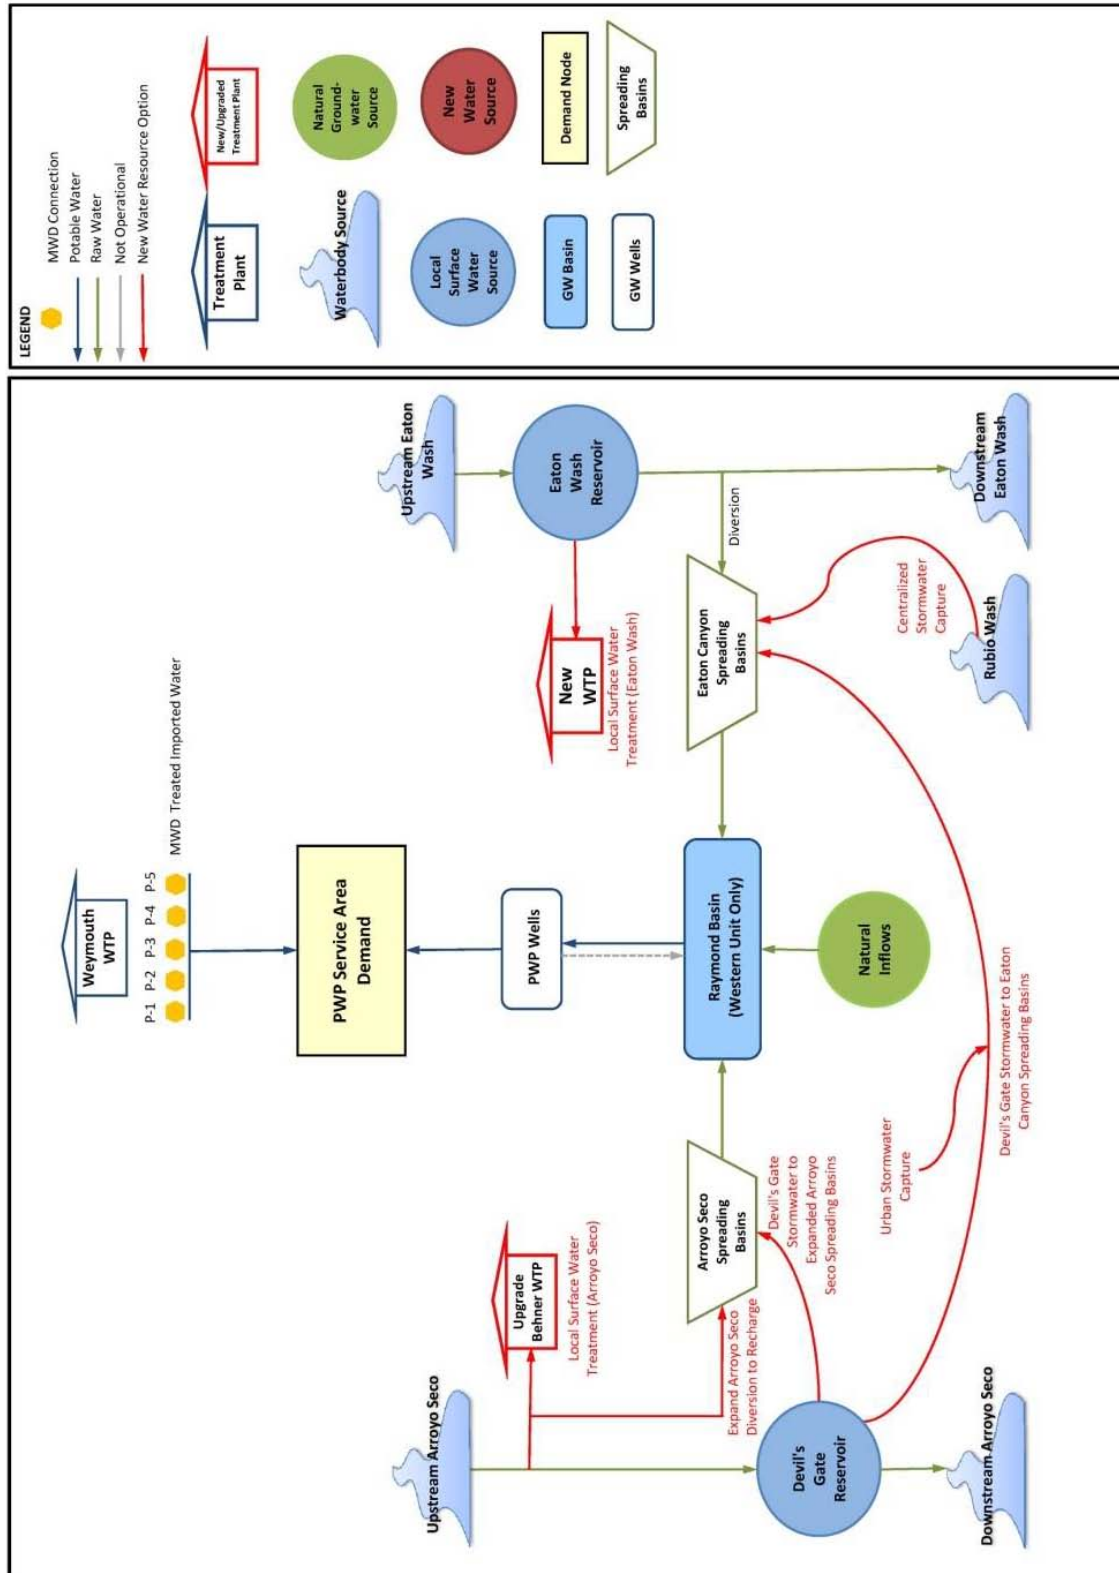 Weymouth
WTP
P-1 P-2 P-3 P-4 P-5
MWD Treated Imported Water
PWP Service Area
Demand
PWP Wells
Raymond Basin
(Western Unit Only)
Natural
Inflows
Upstream Arroyo Seco
Upgrade
Behner WTP
Local Surface Water
Treatment (Arroyo Seco)
Arroyo Seco
Spreading
Basins
Expand Arroyo Seco
Diversion to Recharge
Devil's Gate
Stormwater to
Expanded Arroyo
Seco Spreading Basins
Devil's
Gate
Reservoir
Downstream Arroyo Seco
Urban Stormwater
Capture
Devil's Gate Stormwater to Eaton
Canyon Spreading Basins
Upstream Eaton
Wash
Eaton
Wash
Reservoir
New
WTP
Local Surface Water
Treatment (Eaton Wash)
Diversion
Eaton Canyon
Spreading
Basins
Centralized
Stormwater
Capture
Rubio Wash
Downstream
Eaton Wash
LEGEND
MWD Connection
Potable Water
Raw Water
Not Operational
New Water Resource Option
Treatment
Plant
New/Upgraded
Treatment Plant
Waterbody Source
Natural
Ground-
water
Source
Local
Surface
Water
Source
New
Water
Source
GW Basin
Demand Node
GW Wells
Spreading
Basins